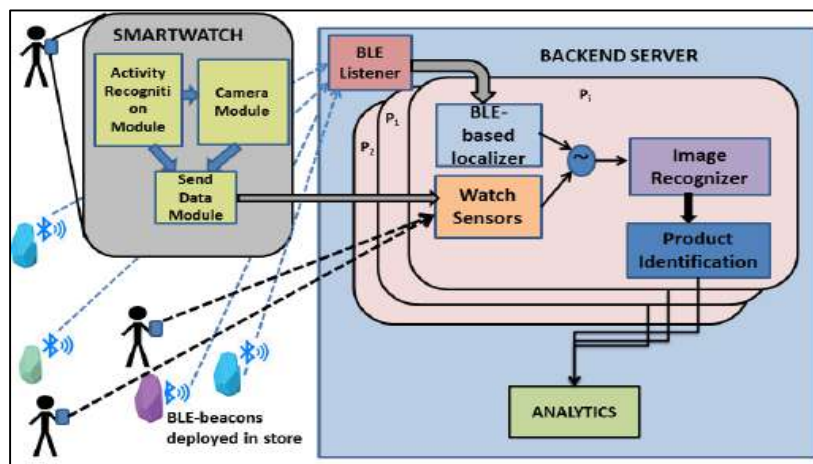 SMARTWATCH
Activity
Recogniti
on Module
Camera
Module
Send
Data
Module
BLE
Listener
BACKEND SERVER
Pi
P1
P2
BLE-
based
localizer
~
Watch
Sensors
Image
Recognizer
Product
Identification
ANALYTICS
BLE-beacons
deployed in store